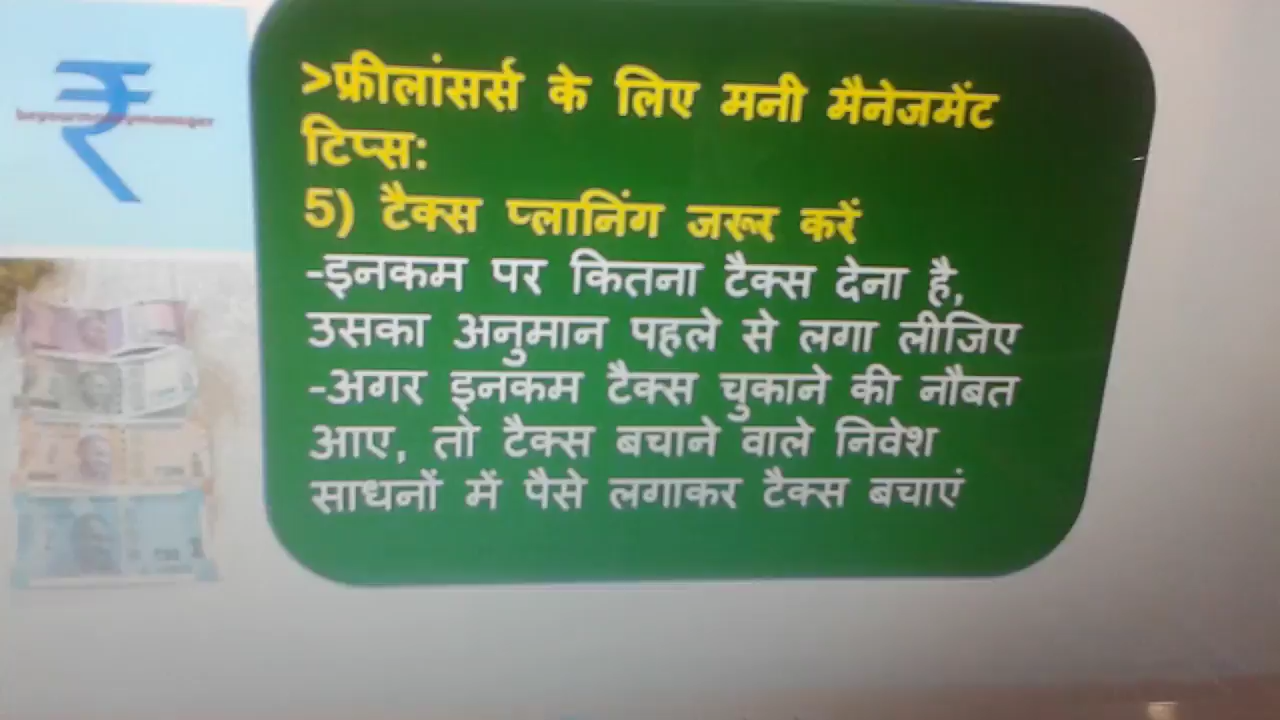 beyourmoneymanager
>फ्रीलांसर्स के लिए मनी मैनेजमेंट
टिप्स:
5) टैक्स प्लानिंग जरूर करें
-इनकम पर कितना टैक्स देना है,
उसका अनुमान पहले से लगा लीजिए
-अगर इनकम टैक्स चुकाने की नौबत
आए, तो टैक्स बचाने वाले निवेश
साधनों में पैसे लगाकर टैक्स बचाएं